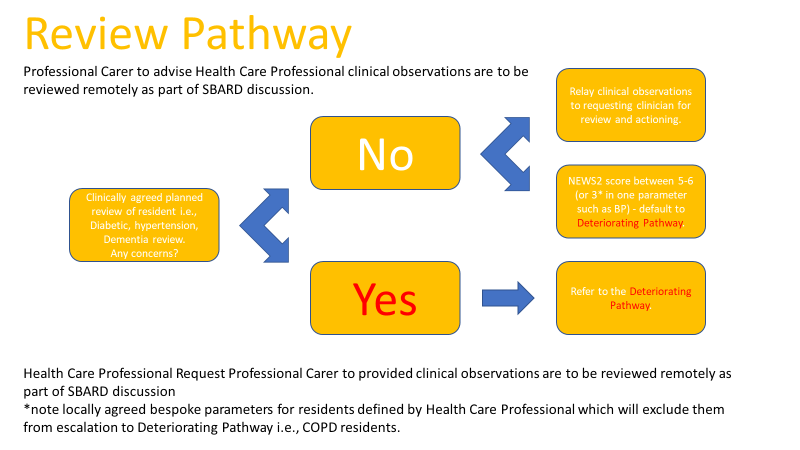 Review Pathway
Professional Carer to advise Health Care Professional clinical observations are to be
reviewed remotely as part of SBARD discussion.
Clinically agreed planned
review of resident i.e.,
Diabetic, hypertension,
Dementia review.
Any concerns?
No
Relay clinical observations
to requesting clinician for
review and actioning.
NEWS2 score between 5-6
(or 3* in one parameter
such as BP) - default to
Deteriorating Pathway
Yes
Refer to the Deteriorating
Pathway.
Health Care Professional Request Professional Carer to provided clinical observations are to be reviewed remotely as
part of SBARD discussion
*note locally agreed bespoke parameters for residents defined by Health Care Professional which will exclude them
from escalation to Deteriorating Pathway i.e., COPD residents.